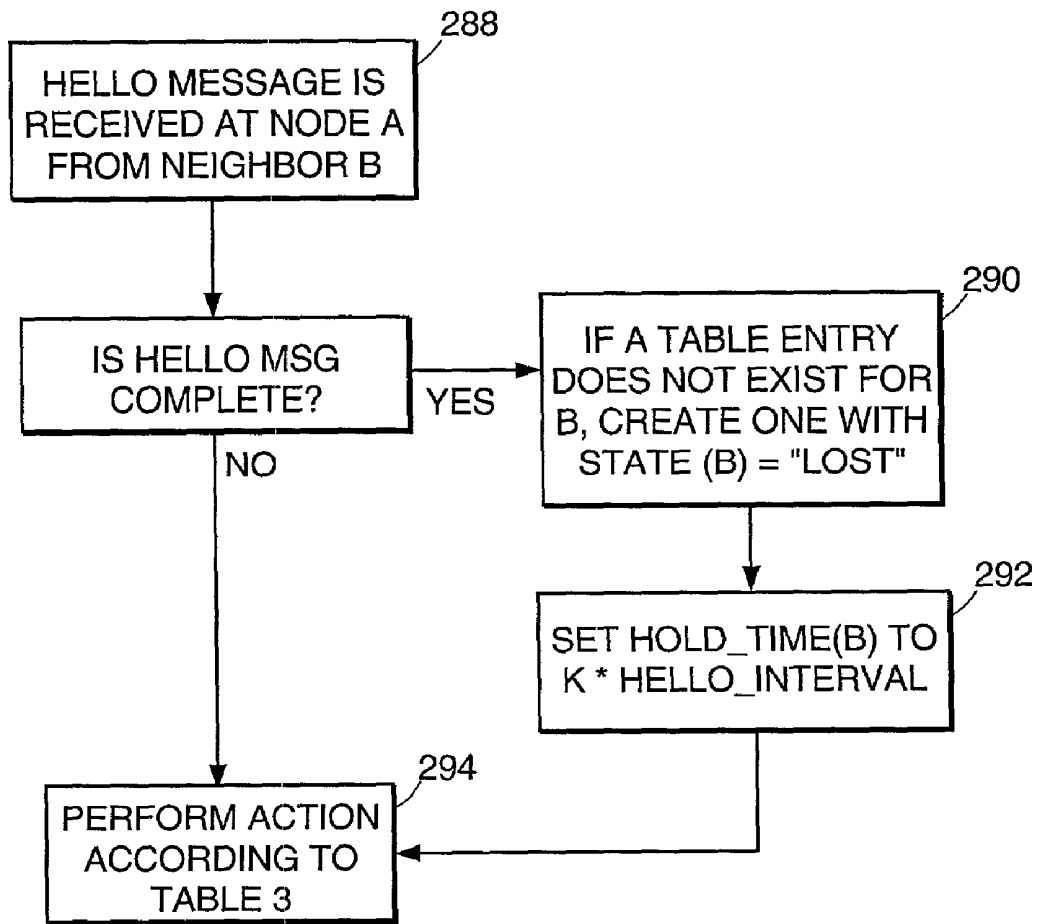 288
HELLO MESSAGE IS
RECEIVED AT NODE A
FROM NEIGHBOR B
IS HELLO MSG
COMPLETE?
YES
NO
290
IF A TABLE ENTRY
DOES NOT EXIST FOR
B, CREATE ONE WITH
STATE (B) = "LOST"
292
SET HOLD_TIME(B) TO
K * HELLO_INTERVAL
294
PERFORM ACTION
ACCORDING TO
TABLE 3